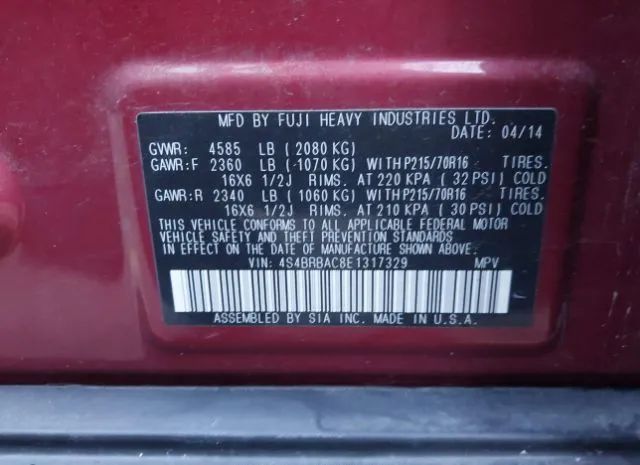 MFD BY FUJI HEAVY INDUSTRIES LTD.
DATE: 04/14
GVWR: 4585 LB ( 2080 KG)
GAWR:F 2360 LB ( 1070 KG) WITH P215/70R16 TIRES.
16X6 1/2J RIMS. AT 220 KPA ( 32 PSI) COLD
GAWR:R 2340 LB ( 1060 KG) WITH P215/70R16 TIRES.
16X6 1/2J RIMS. AT 210 KPA ( 30 PSI) COLD
THIS VEHICLE CONFORMS TO ALL APPLICABLE FEDERAL MOTOR
VEHICLE SAFETY AND THEFT PREVENTION STANDARDS IN
EFFECT ON THE DATE OF MANUFACTURE SHOWN ABOVE.
VIN: 4S4BRBAC8E1317329 MPV
ASSEMBLED BY SIA INC. MADE IN U.S.A.